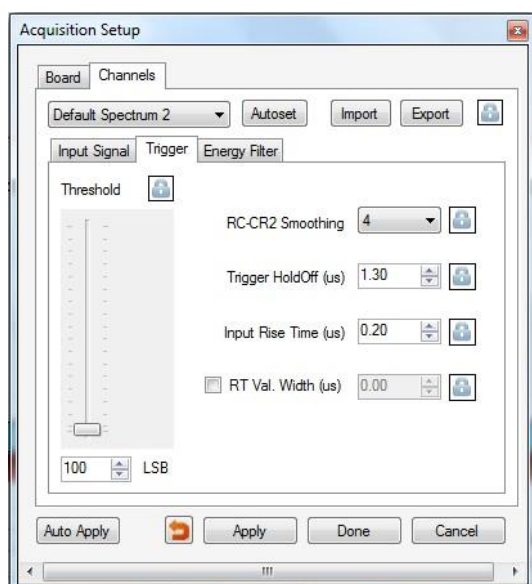 Acquisition Setup
Board Channels
Default Spectrum 2 Autoset Import Export
Input Signal Trigger Energy Filter
Threshold
RC-CR2 Smoothing 4
Trigger HoldOff (us) 1.30
Input Rise Time (us) 0.20
RT Val. Width (us) 0.00
100 LSB
Auto Apply Apply Done Cancel